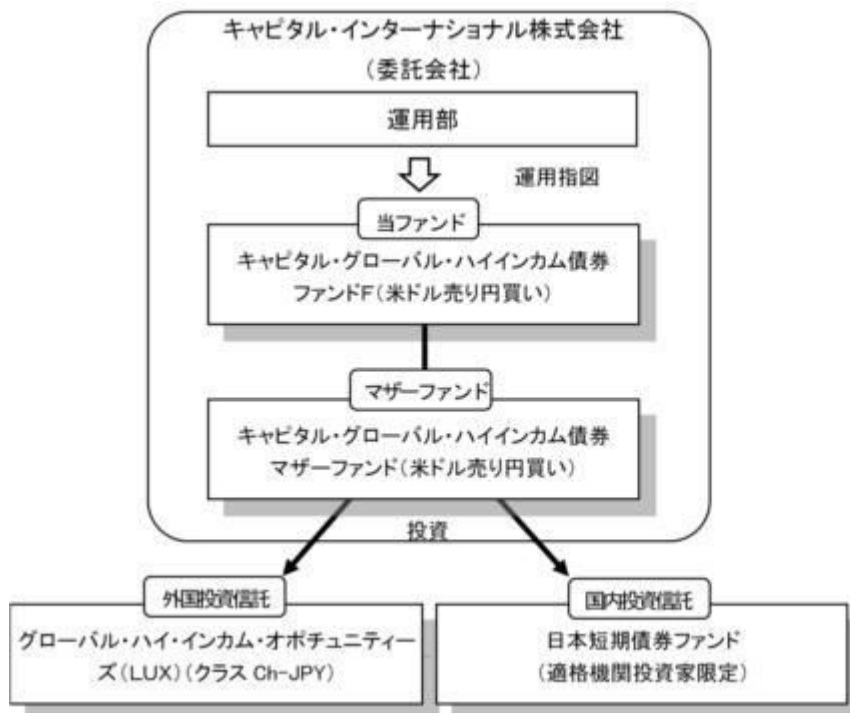 キャピタル・インターナショナル株式会社
(委託会社)
運用部
運用指図
当ファンド
キャピタル・グローバル・ハイインカム債券
ファンドF(米ドル売り円買い)
マザーファンド
キャピタル・グローバル・ハイインカム債券
マザーファンド(米ドル売り円買い)
投資
外国投資信託
グローバル・ハイ・インカム・オポチュニティー
ズ(LUX)(クラス Ch-JPY)
国内投資信託
日本短期債券ファンド
(適格機関投資家限定)